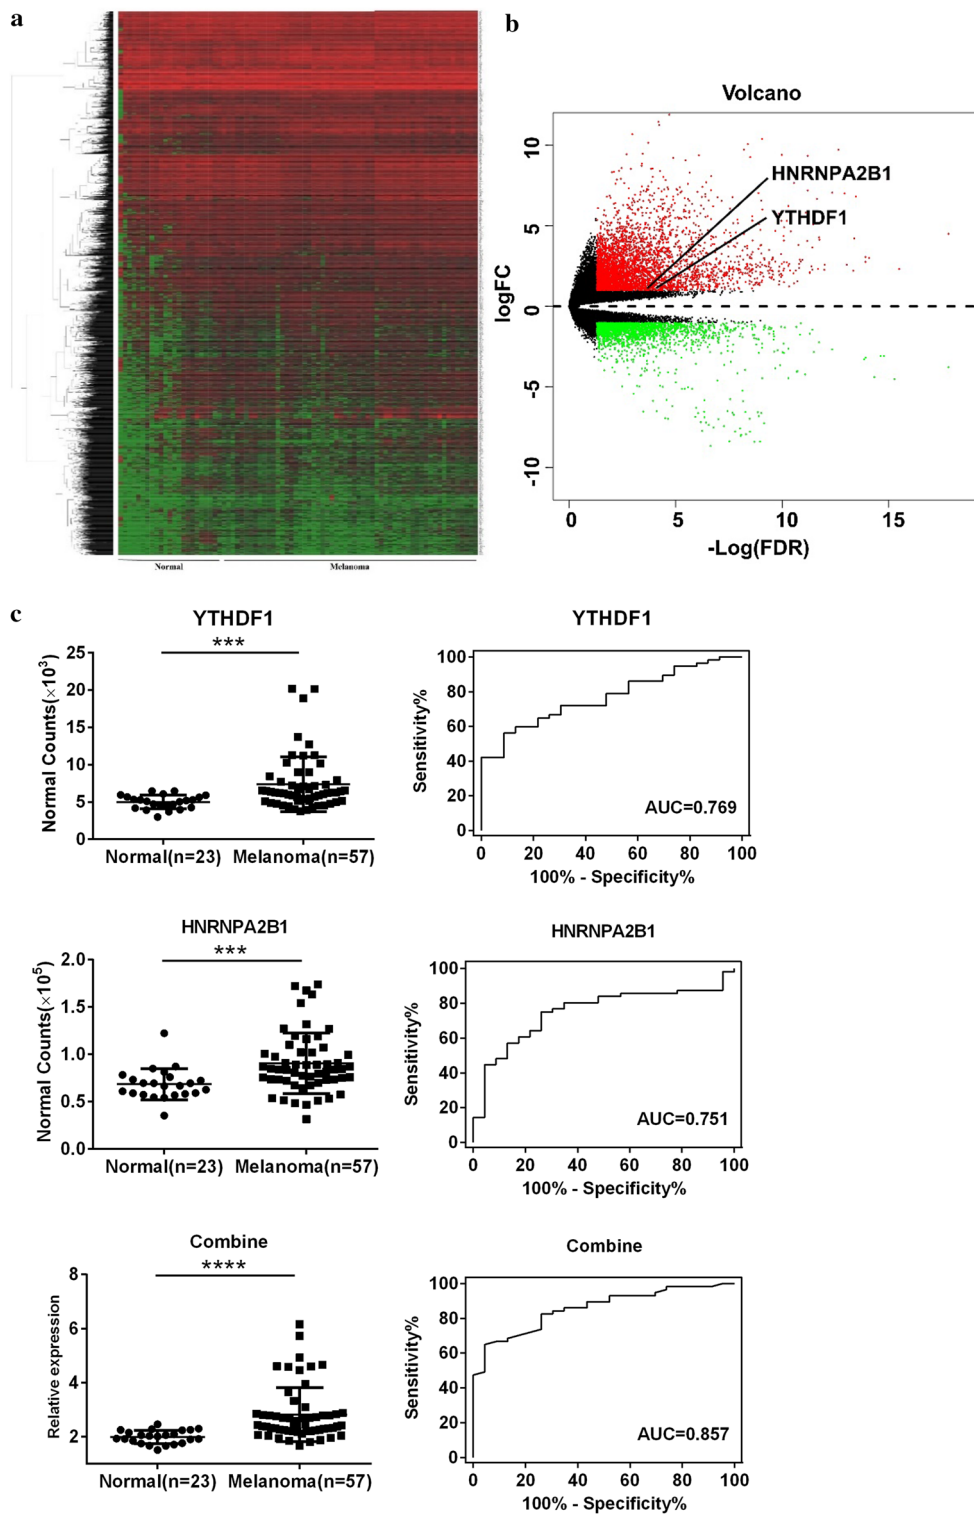 a
Normal
Melanoma
b
Volcano
HNRNPA2B1
YTHDF1
logFC
10
5
0
-5
-10
0 5 10 15
-Log(FDR)
c
YTHDF1
***
Normal Counts(×10³)
25
20
15
10
5
0
Normal(n=23) Melanoma(n=57)
YTHDF1
Sensitivity%
100
80
60
40
20
0
AUC=0.769
0 20 40 60 80 100
100% - Specificity%
HNRNPA2B1
***
Normal Counts(×10⁵)
2.0
1.5
1.0
0.5
0.0
Normal(n=23) Melanoma(n=57)
HNRNPA2B1
Sensitivity%
100
80
60
40
20
0
AUC=0.751
0 20 40 60 80 100
100% - Specificity%
Combine
****
Relative expression
8
6
4
2
Normal(n=23) Melanoma(n=57)
Combine
Sensitivity%
100
80
60
40
20
0
AUC=0.857
0 20 40 60 80 100
100% - Specificity%